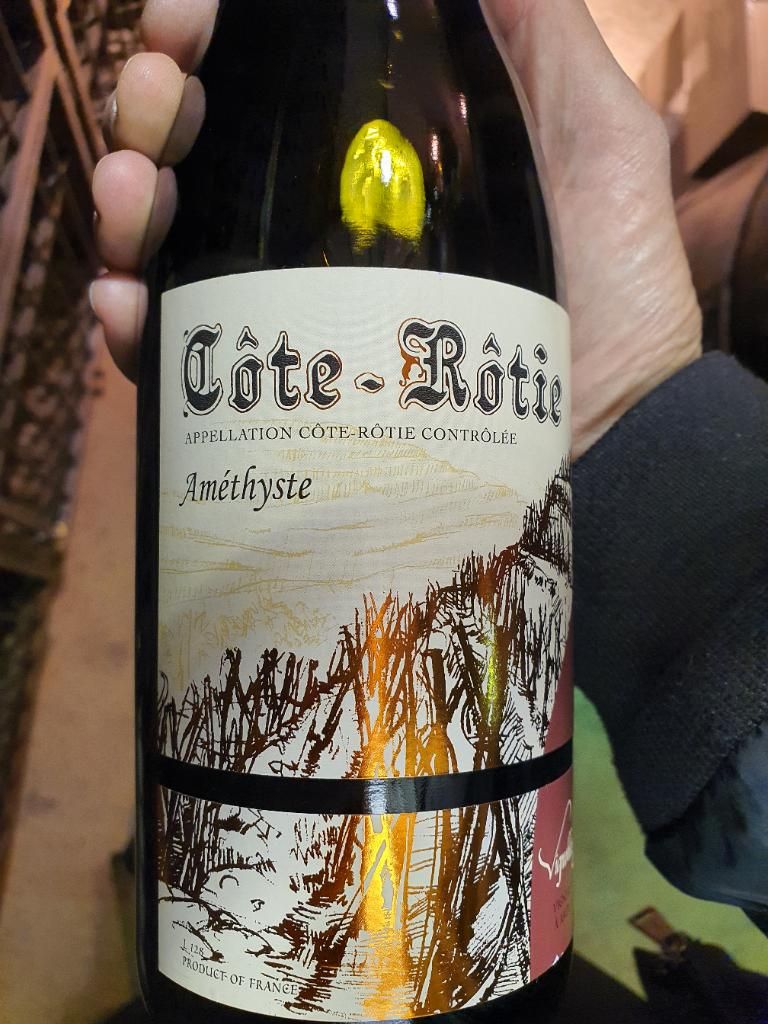 Côte-Rôtie
APPELLATION CÔTE-RÔTIE CONTRÔLÉE
Améthyste
L 128
PRODUCT OF FRANCE